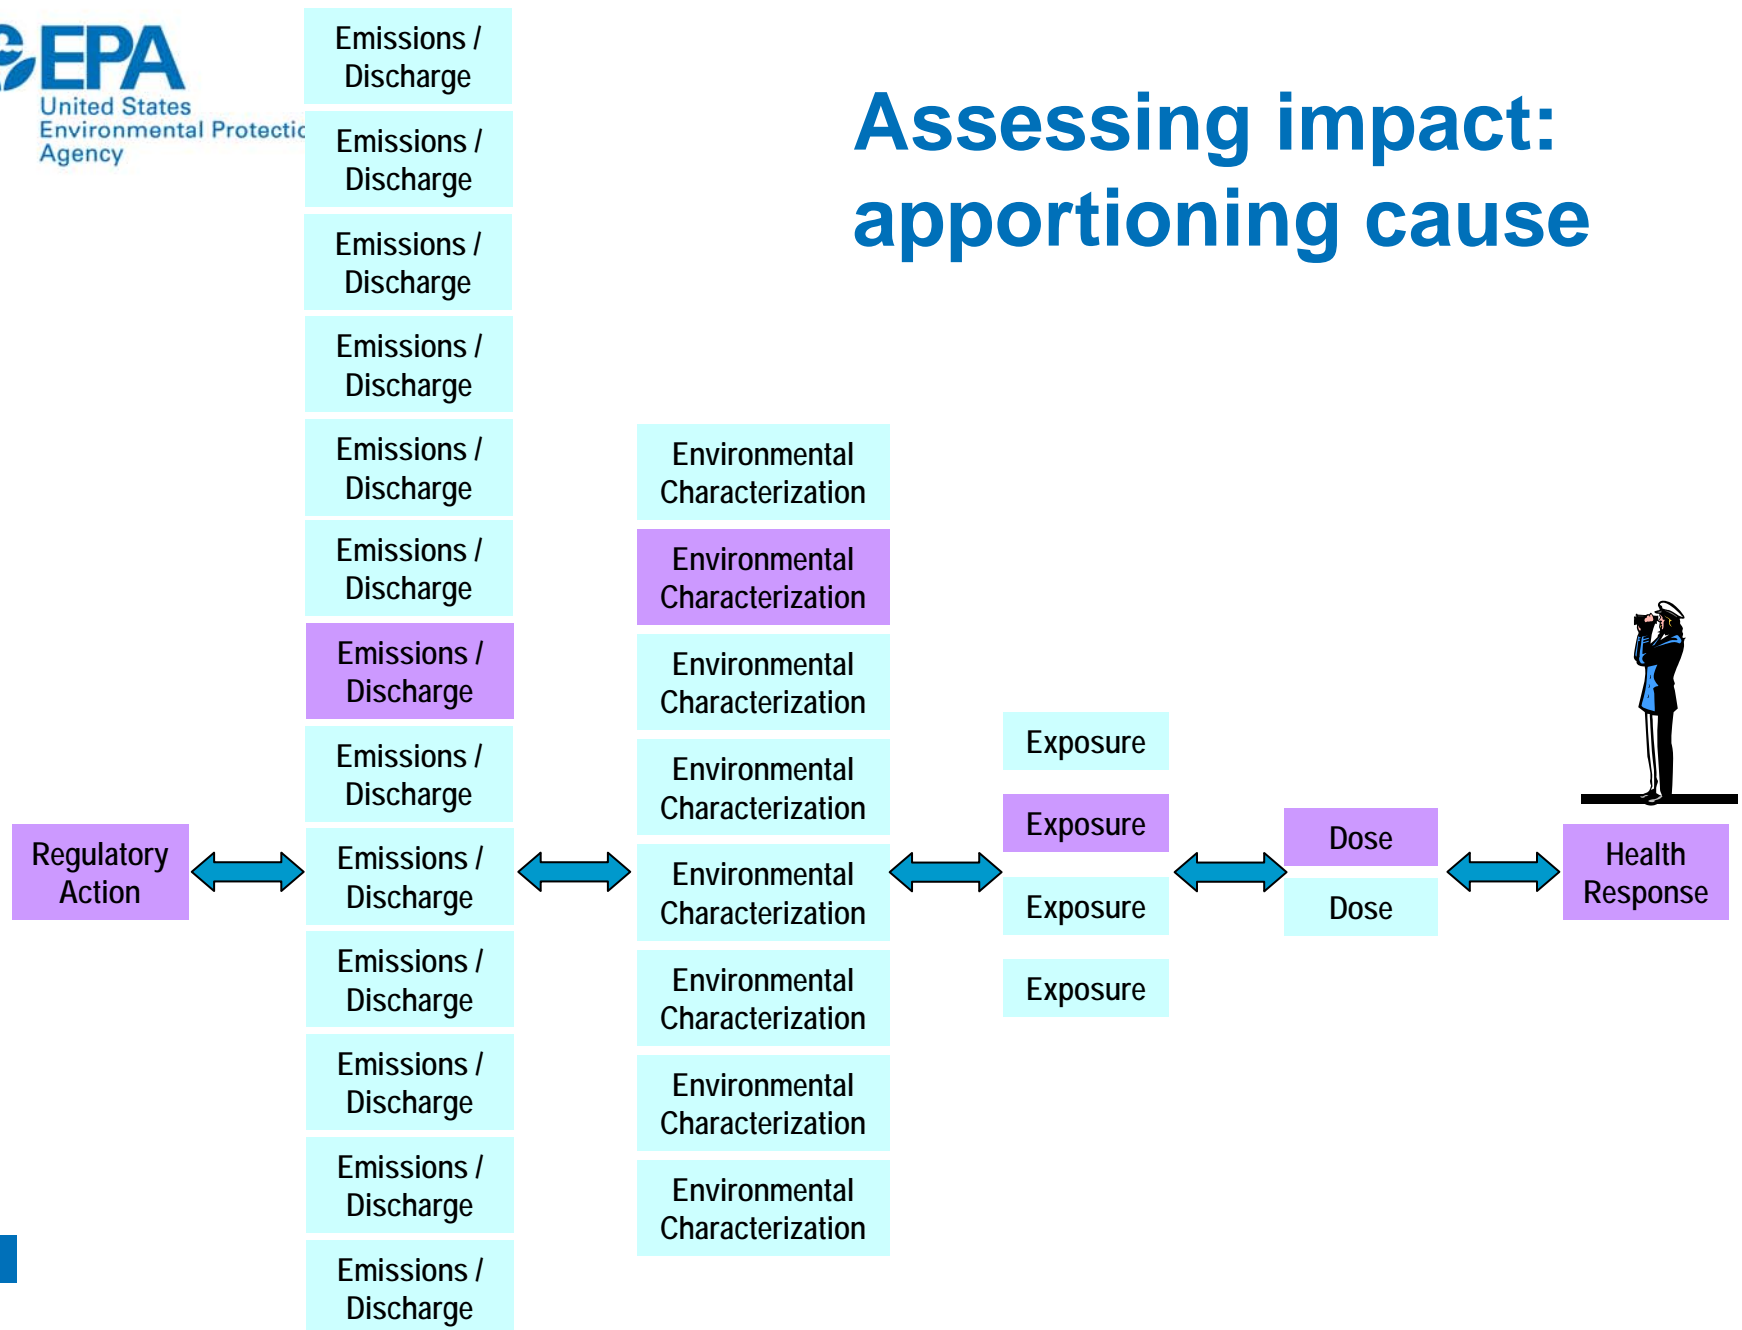 EPA
United States
Environmental Protectic
Agency
Assessing impact:
apportioning cause
Emissions /
Discharge
Emissions /
Discharge
Emissions /
Discharge
Emissions /
Discharge
Emissions /
Discharge
Emissions /
Discharge
Emissions /
Discharge
Emissions /
Discharge
Emissions /
Discharge
Emissions /
Discharge
Emissions /
Discharge
Emissions /
Discharge
Emissions /
Discharge
Environmental
Characterization
Environmental
Characterization
Environmental
Characterization
Environmental
Characterization
Environmental
Characterization
Environmental
Characterization
Environmental
Characterization
Environmental
Characterization
Exposure
Exposure
Exposure
Exposure
Dose
Dose
Regulatory
Action
Health
Response